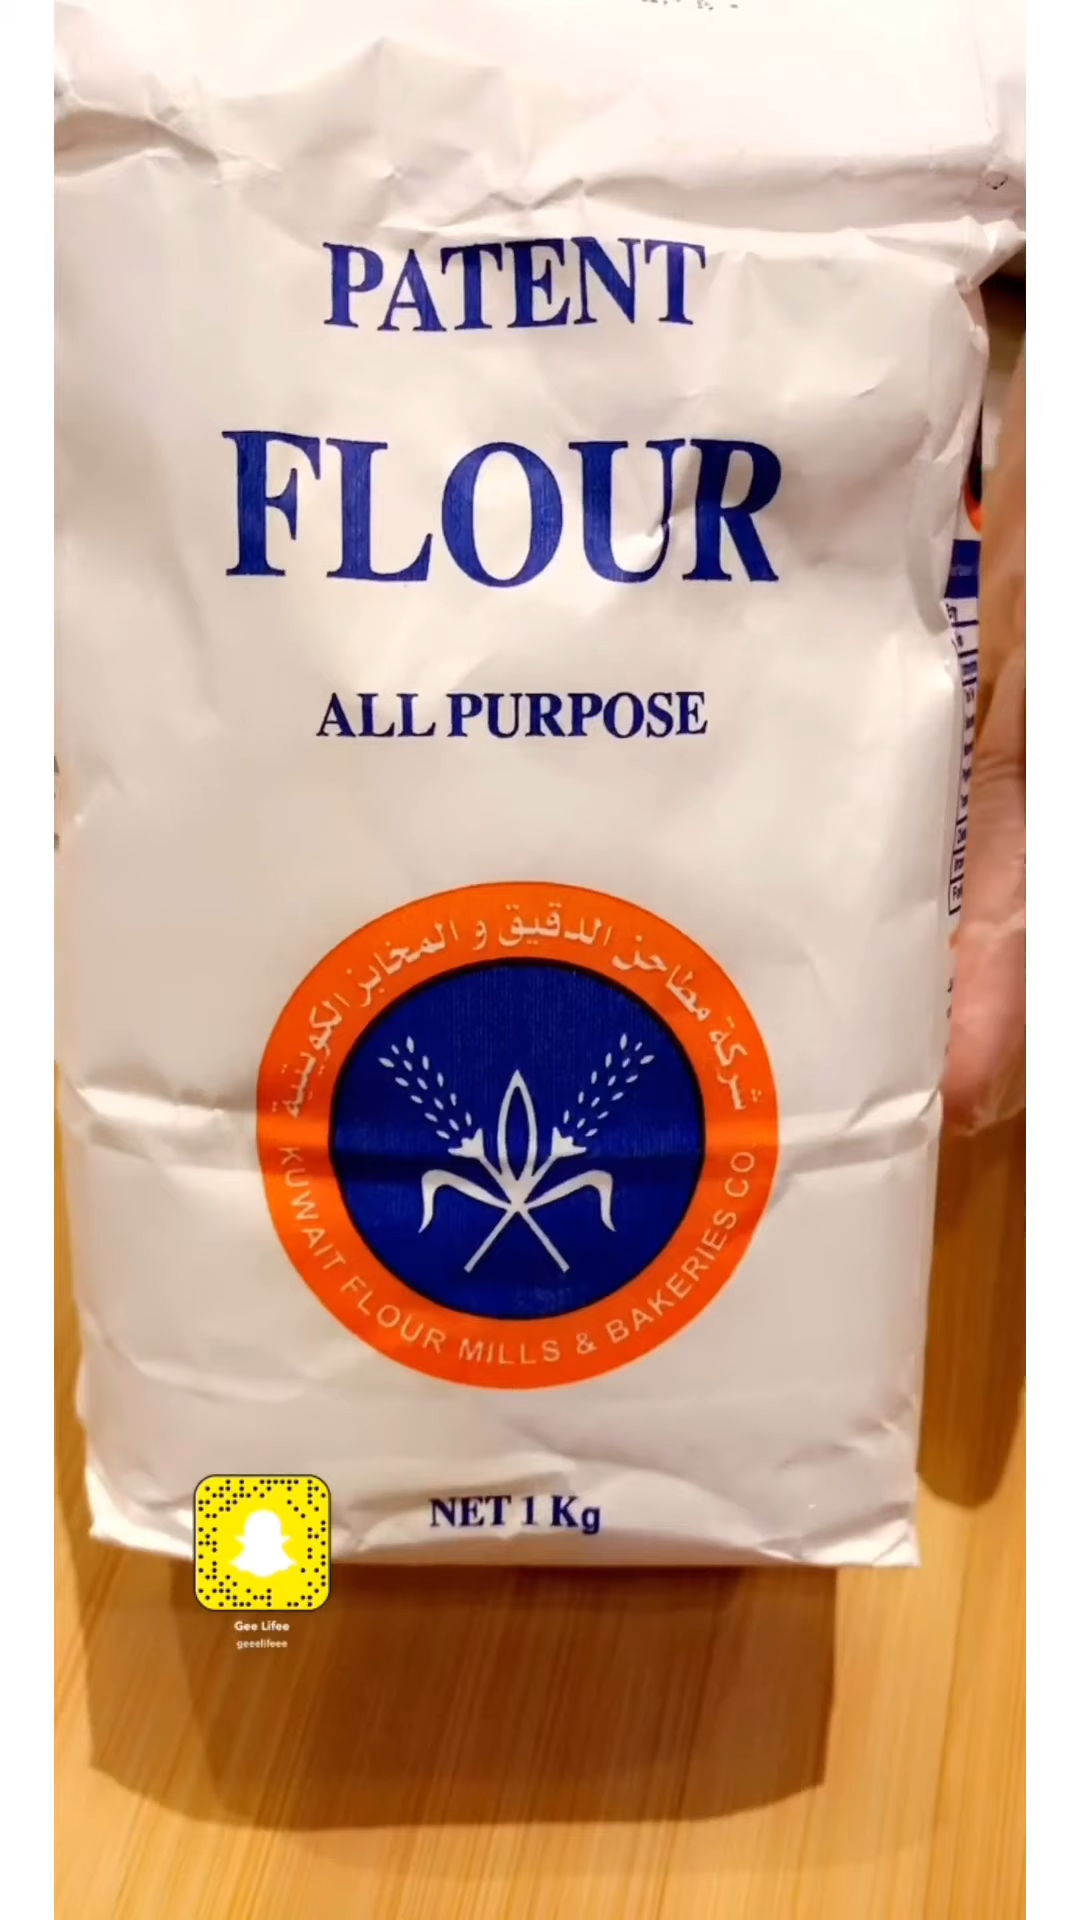 PATENT
FLOUR
ALL PURPOSE
شركة مطاحن الدقيق و المخابز الكويتية
KUWAIT FLOUR MILLS & BAKERIES CO.
NET 1 Kg
Gee Lifee
geeelifeee